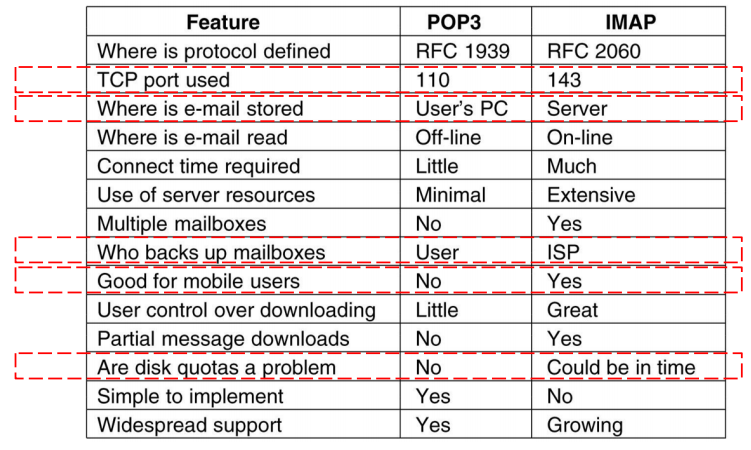 Feature POP3 IMAP
Where is protocol defined RFC 1939 RFC 2060
TCP port used 110 143
Where is e-mail stored User's PC Server
Where is e-mail read Off-line On-line
Connect time required Little Much
Use of server resources Minimal Extensive
Multiple mailboxes No Yes
Who backs up mailboxes User ISP
Good for mobile users No Yes
User control over downloading Little Great
Partial message downloads No Yes
Are disk quotas a problem No Could be in time
Simple to implement Yes No
Widespread support Yes Growing